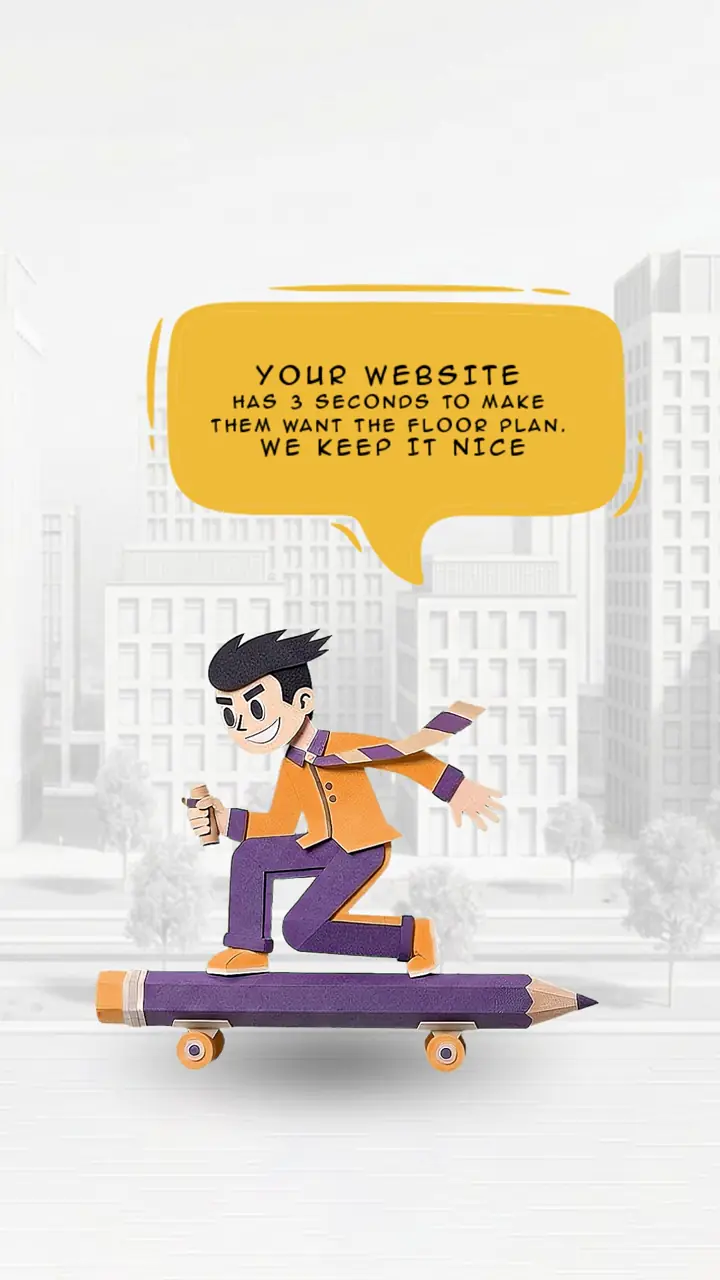 YOUR WEBSITE
HAS 3 SECONDS TO MAKE
THEM WANT THE FLOOR PLAN.
WE KEEP IT NICE